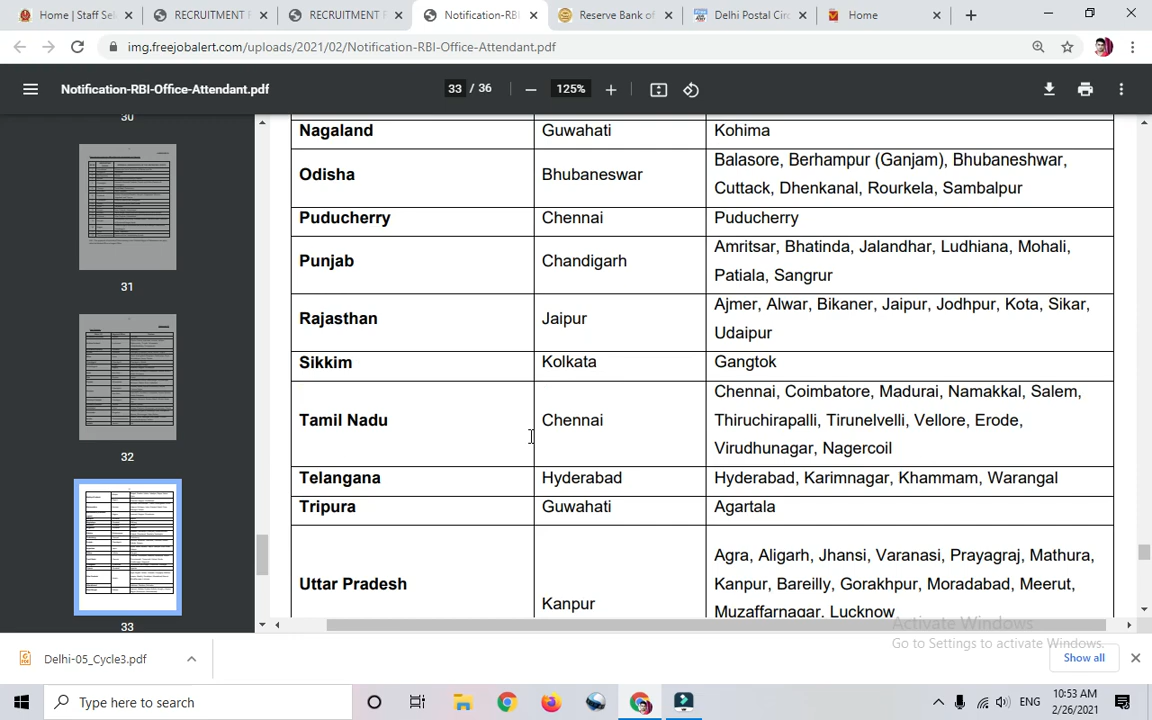 Home | Staff Sel
RECRUITMENT F
RECRUITMENT F
Notification-RBI-
Reserve Bank of
Delhi Postal Circ
Home
img.freejobalert.com/uploads/2021/02/Notification-RBI-Office-Attendant.pdf
Notification-RBI-Office-Attendant.pdf
33 / 36
125%
30
31
32
33
Nagaland Guwahati Kohima
Odisha Bhubaneswar Balasore, Berhampur (Ganjam), Bhubaneshwar,
Cuttack, Dhenkanal, Rourkela, Sambalpur
Puducherry Chennai Puducherry
Punjab Chandigarh Amritsar, Bhatinda, Jalandhar, Ludhiana, Mohali,
Patiala, Sangrur
Rajasthan Jaipur Ajmer, Alwar, Bikaner, Jaipur, Jodhpur, Kota, Sikar,
Udaipur
Sikkim Kolkata Gangtok
Chennai, Coimbatore, Madurai, Namakkal, Salem,
Tamil Nadu Chennai Thiruchirapalli, Tirunelvelli, Vellore, Erode,
Virudhunagar, Nagercoil
Telangana Hyderabad Hyderabad, Karimnagar, Khammam, Warangal
Tripura Guwahati Agartala
Agra, Aligarh, Jhansi, Varanasi, Prayagraj, Mathura,
Uttar Pradesh Kanpur, Bareilly, Gorakhpur, Moradabad, Meerut,
Kanpur Muzaffarnagar, Lucknow
Activate Windows
Go to Settings to activate Windows.
Delhi-05_Cycle3.pdf
Show all
Type here to search
ENG
10:53 AM
2/26/2021